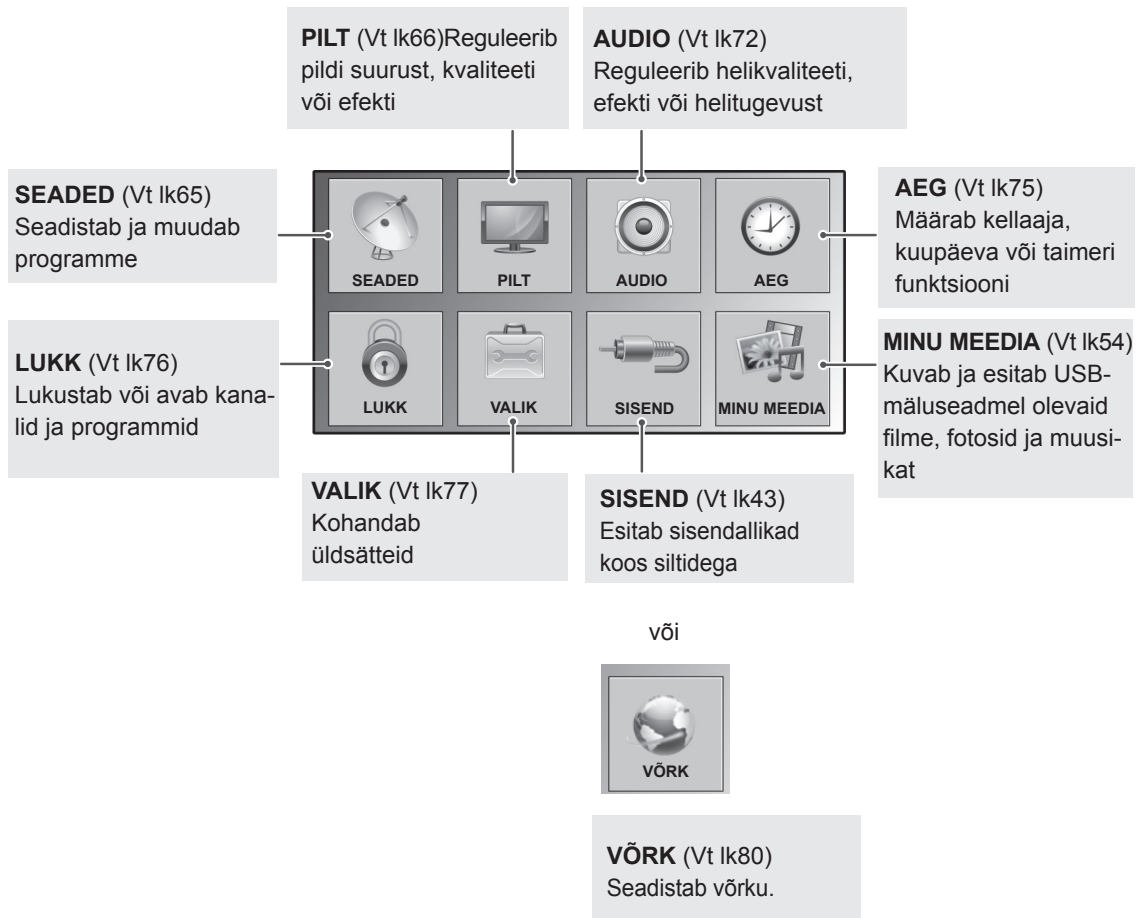 PILT (Vt lk66)Reguleerib
pildi suurust, kvaliteeti
või efekti
AUDIO (Vt lk72)
Reguleerib helikvaliteeti,
efekti või helitugevust
SEADED (Vt lk65)
Seadistab ja muudab
programme
AEG (Vt lk75)
Määrab kellaaja,
kuupäeva või taimeri
funktsiooni
SEADED
PILT
AUDIO
AEG
LUKK (Vt lk76)
Lukustab või avab kana-
lid ja programmid
MINU MEEDIA (Vt lk54)
Kuvab ja esitab USB-
mäluseadmel olevaid
filme, fotosid ja muusi-
kat
LUKK
VALIK
SISEND
MINU MEEDIA
VALIK (Vt lk77)
Kohandab
üldsätteid
SISEND (Vt lk43)
Esitab sisendallikad
koos siltidega
või
VÕRK
VÕRK (Vt lk80)
Seadistab võrku.